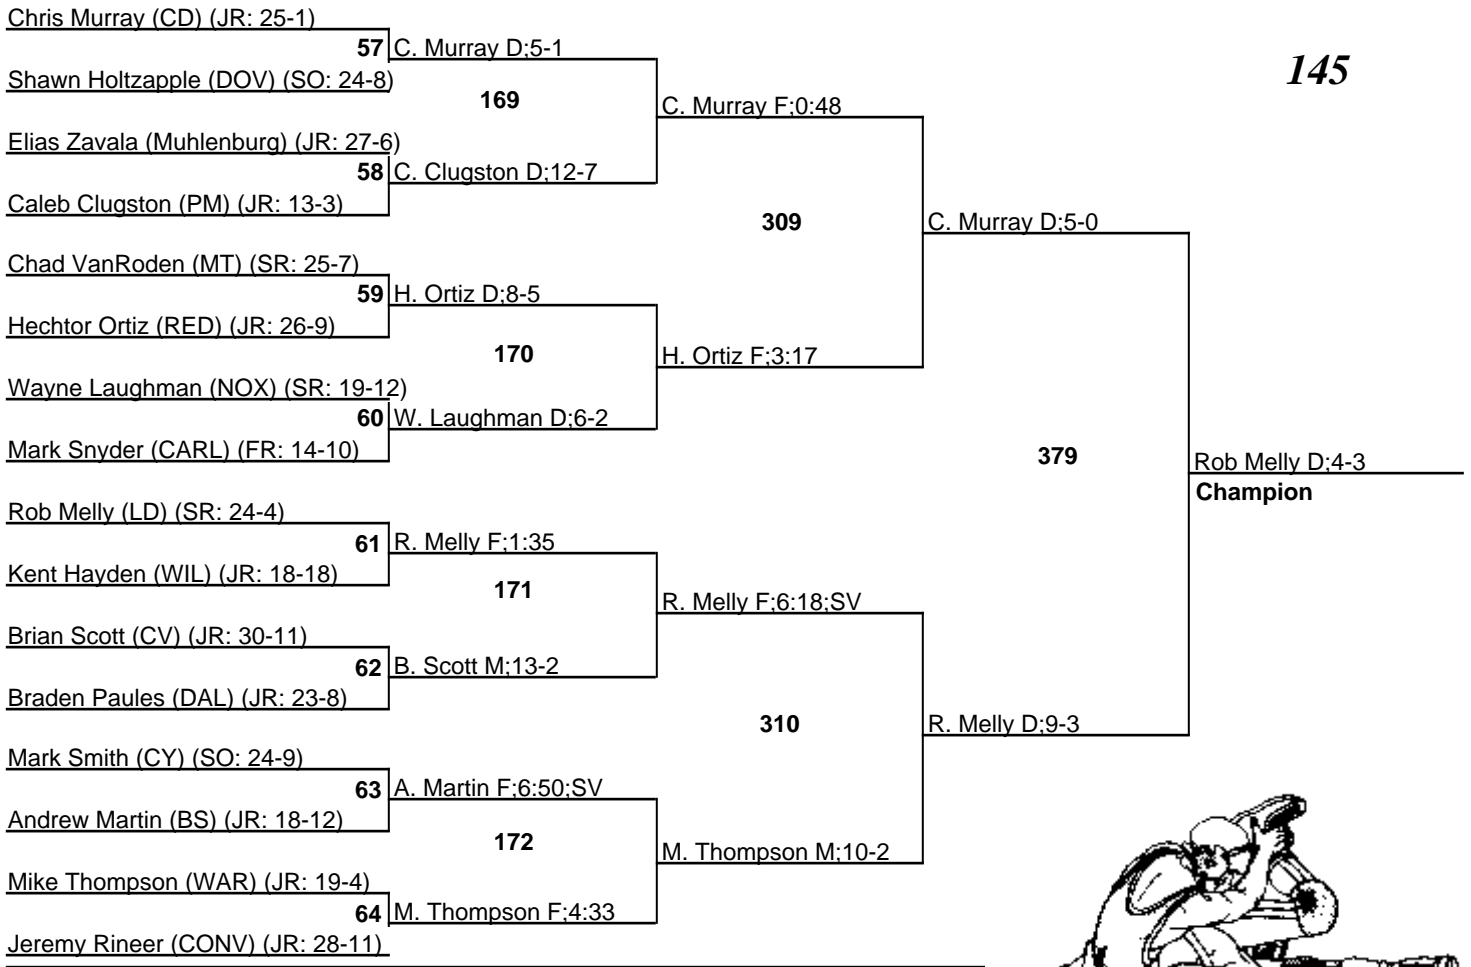 Chris Murray (CD) (JR: 25-1)
57 C. Murray D;5-1
145
Shawn Holtzapple (DOV) (SO: 24-8)
169
C. Murray F;0:48
Elias Zavala (Muhlenburg) (JR: 27-6)
58 C. Clugston D;12-7
Caleb Clugston (PM) (JR: 13-3)
309
C. Murray D;5-0
Chad VanRoden (MT) (SR: 25-7)
59 H. Ortiz D;8-5
Hechtor Ortiz (RED) (JR: 26-9)
170
H. Ortiz F;3:17
Wayne Laughman (NOX) (SR: 19-12)
60 W. Laughman D;6-2
Mark Snyder (CARL) (FR: 14-10)
379
Rob Melly D;4-3
Champion
Rob Melly (LD) (SR: 24-4)
61 R. Melly F;1:35
Kent Hayden (WIL) (JR: 18-18)
171
R. Melly F;6:18;SV
Brian Scott (CV) (JR: 30-11)
62 B. Scott M;13-2
Braden Paules (DAL) (JR: 23-8)
310
R. Melly D;9-3
Mark Smith (CY) (SO: 24-9)
63 A. Martin F;6:50;SV
Andrew Martin (BS) (JR: 18-12)
172
M. Thompson M;10-2
Mike Thompson (WAR) (JR: 19-4)
64 M. Thompson F;4:33
Jeremy Rineer (CONV) (JR: 28-11)